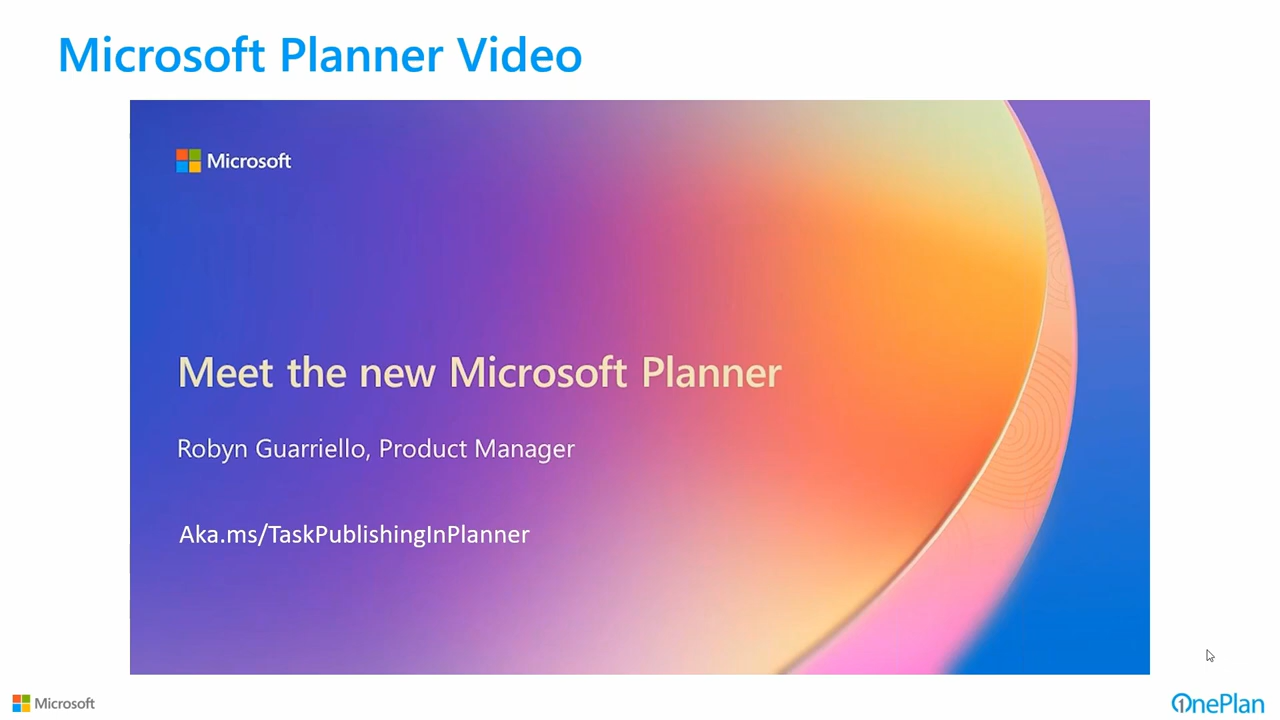 Microsoft Planner Video
Microsoft
Meet the new Microsoft Planner
Robyn Guarriello, Product Manager
Aka.ms/TaskPublishingInPlanner
Microsoft
OnePlan